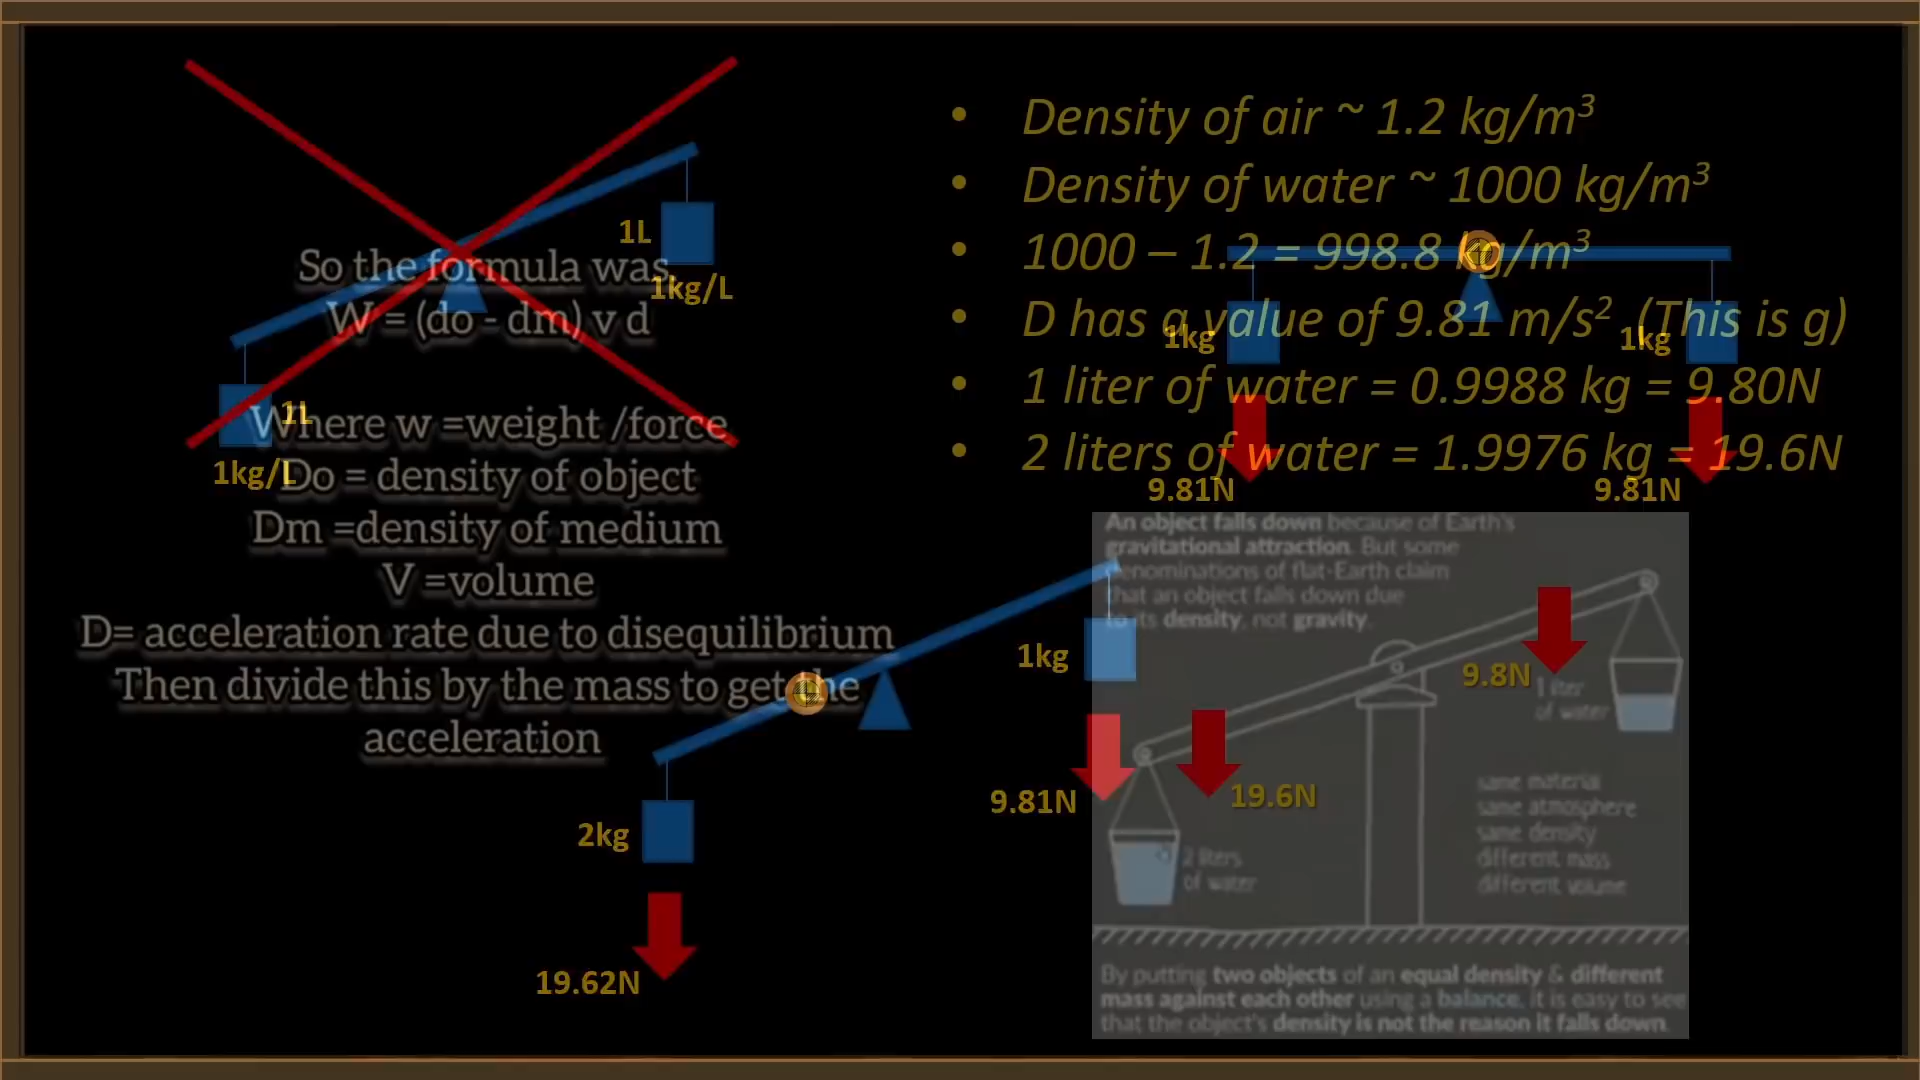 So the formula was
W = (do - dm) v d
Where w =weight /force
Do = density of object
Dm =density of medium
V =volume
D= acceleration rate due to disequilibrium
Then divide this by the mass to get the
acceleration
1L
1kg/L
1L
1kg/L
• Density of air ~ 1.2 kg/m³
• Density of water ~ 1000 kg/m³
• 1000 – 1.2 = 998.8 kg/m³
• D has a value of 9.81 m/s² (This is g)
• 1 liter of water = 0.9988 kg = 9.80N
• 2 liters of water = 1.9976 kg = 19.6N
1kg
1kg
9.81N
9.81N
1kg
9.81N
2kg
19.62N
An object falls down because of Earth's
gravitational attraction. But some
denominations of flat-Earth claim
that an object falls down due
to its density, not gravity.
9.8N
1 liter
of water
19.6N
2 liters
of water
same material
same atmosphere
same density
different mass
different volume
By putting two objects of an equal density & different
mass against each other using a balance, it is easy to see
that the object's density is not the reason it falls down.